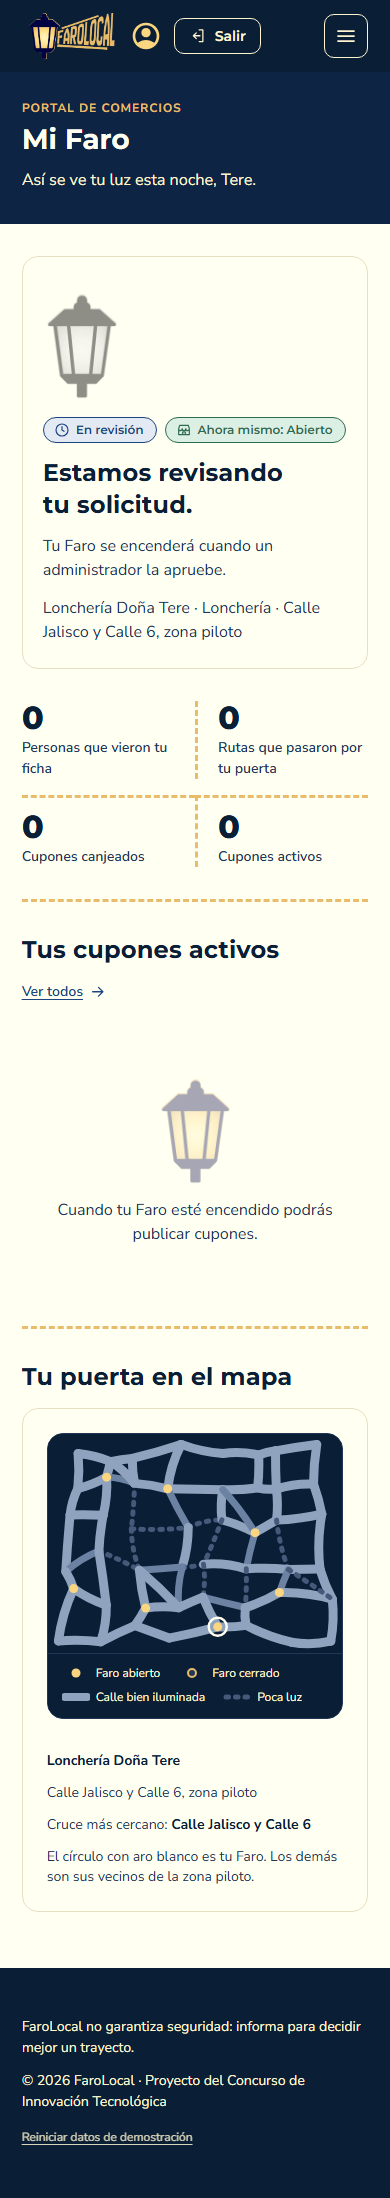 FAROLOCAL
Salir
PORTAL DE COMERCIOS
Mi Faro
Así se ve tu luz esta noche, Tere.
En revisión
Ahora mismo: Abierto
Estamos revisando
tu solicitud.
Tu Faro se encenderá cuando un
administrador la apruebe.
Lonchería Doña Tere · Lonchería · Calle
Jalisco y Calle 6, zona piloto
0
Personas que vieron tu
ficha
0
Rutas que pasaron por
tu puerta
0
Cupones canjeados
0
Cupones activos
Tus cupones activos
Ver todos →
Cuando tu Faro esté encendido podrás
publicar cupones.
Tu puerta en el mapa
Faro abierto
Faro cerrado
Calle bien iluminada
Poca luz
Lonchería Doña Tere
Calle Jalisco y Calle 6, zona piloto
Cruce más cercano: Calle Jalisco y Calle 6
El círculo con aro blanco es tu Faro. Los demás
son sus vecinos de la zona piloto.
FaroLocal no garantiza seguridad: informa para decidir
mejor un trayecto.
© 2026 FaroLocal · Proyecto del Concurso de
Innovación Tecnológica
Reiniciar datos de demostración